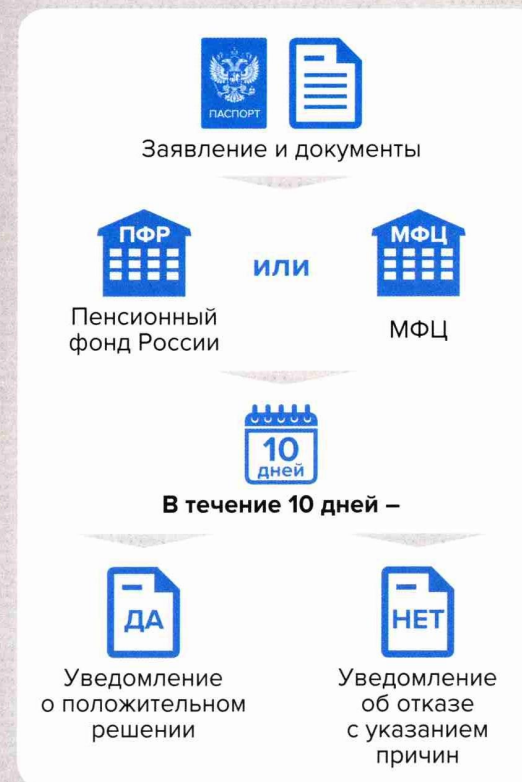 ПАСПОРТ
Заявление и документы
ПФР
или
МФЦ
Пенсионный
фонд России
МФЦ
10
дней
В течение 10 дней –
ДА
НЕТ
Уведомление
о положительном
решении
Уведомление
об отказе
с указанием
причин